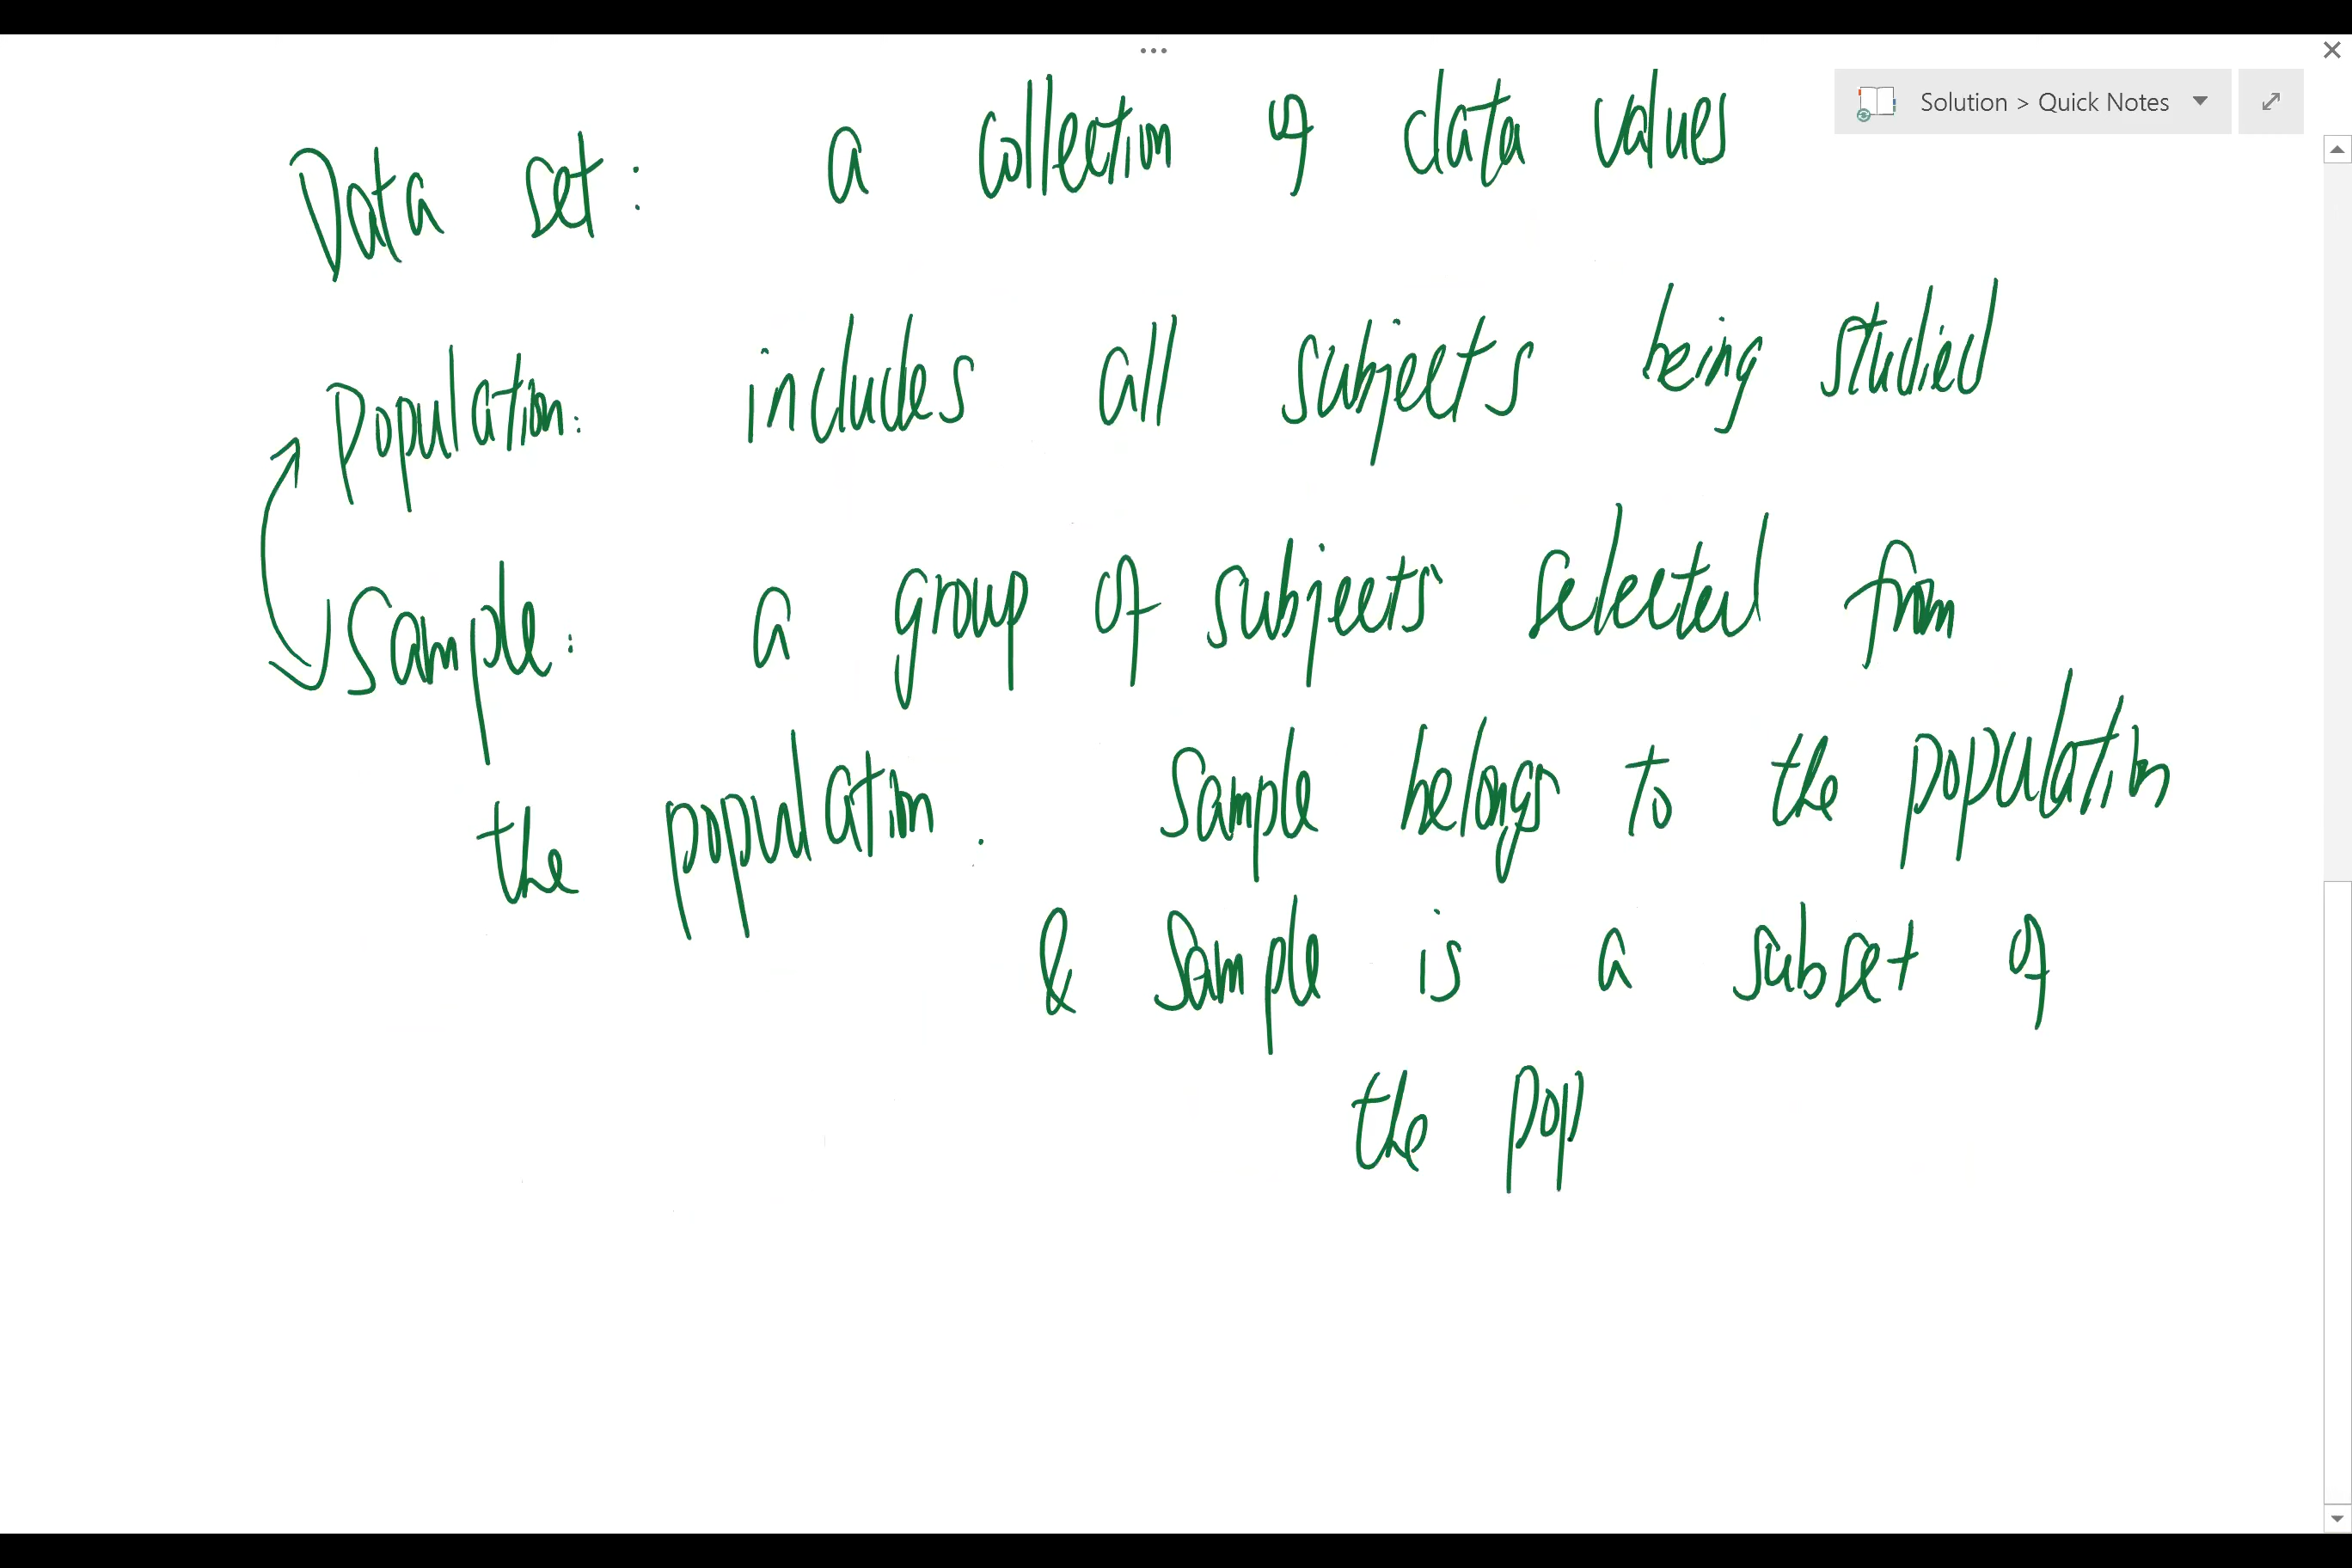 Solution > Quick Notes
Data set: a collection of data values
Population: includes all subjects being studied
Sample: a group of subjects selected from
the population. Sample belongs to the population
& Sample is a subset of
the pop